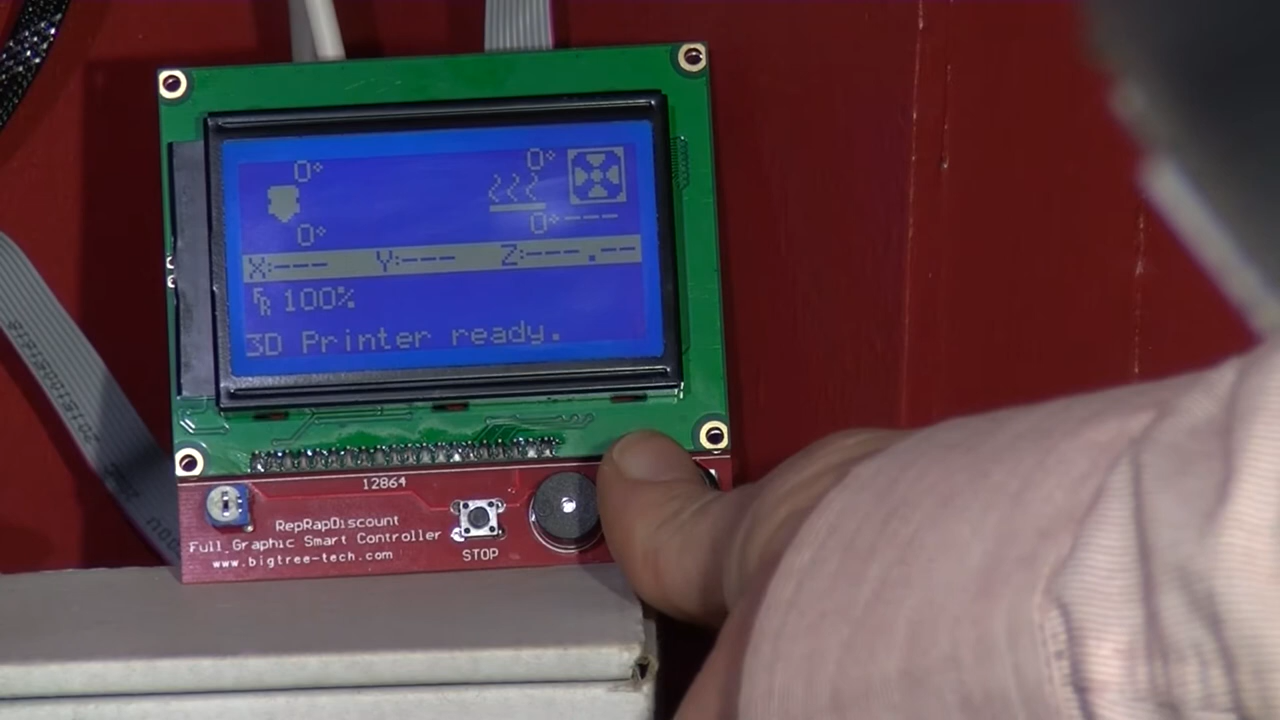 0° 0°
0° 0°---
X:--- Y:--- Z:---.--
100%
3D Printer ready.
12864
RepRapDiscount
Full Graphic Smart Controller
www.bigtree-tech.com
STOP